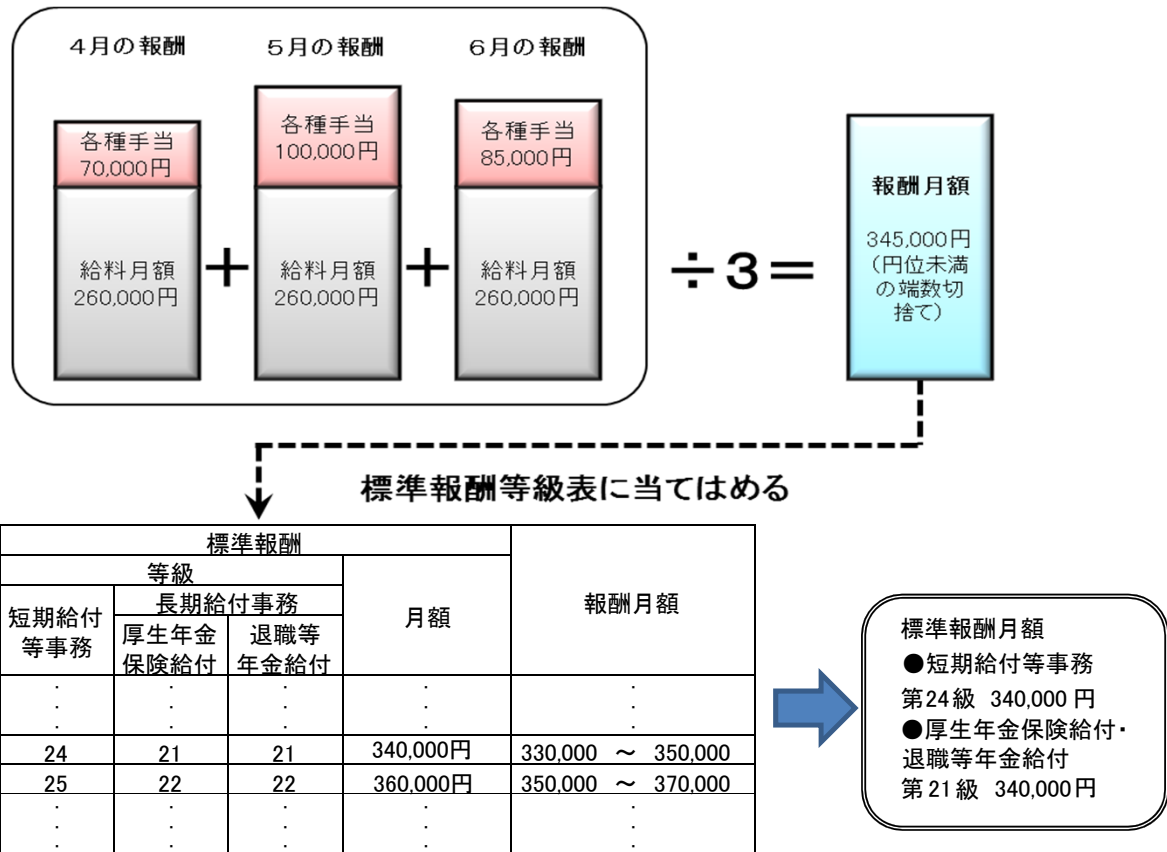 4月の報酬
5月の報酬
6月の報酬
各種手当
70,000円
各種手当
100,000円
各種手当
85,000円
給料月額
260,000円
＋
給料月額
260,000円
＋
給料月額
260,000円
÷3＝
報酬月額
345,000円
（円位未満
の端数切
捨て）
標準報酬等級表に当てはめる
標準報酬
等級
短期給付
等事務
長期給付事務
厚生年金
保険給付
退職等
年金給付
月額
報酬月額
： ： ： ： ：
： ： ： ： ：
24 21 21 340,000円 330,000 ～ 350,000
25 22 22 360,000円 350,000 ～ 370,000
： ： ： ： ：
： ： ： ： ：
標準報酬月額
●短期給付等事務
第24級 340,000円
●厚生年金保険給付・
退職等年金給付
第21級 340,000円